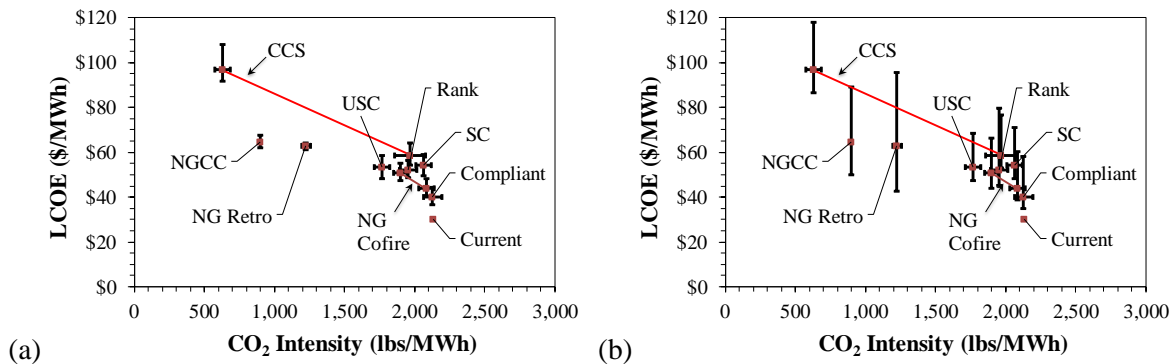 (a)
LCOE ($/MWh)
$120
$100
$80
$60
$40
$20
$0
CCS
USC
Rank
SC
NGCC
Compliant
NG Retro
NG
Cofire
Current
0 500 1,000 1,500 2,000 2,500 3,000
CO₂ Intensity (lbs/MWh)
(b)
LCOE ($/MWh)
$120
$100
$80
$60
$40
$20
$0
CCS
USC
Rank
SC
NGCC
Compliant
NG Retro
NG
Cofire
Current
0 500 1,000 1,500 2,000 2,500 3,000
CO₂ Intensity (lbs/MWh)